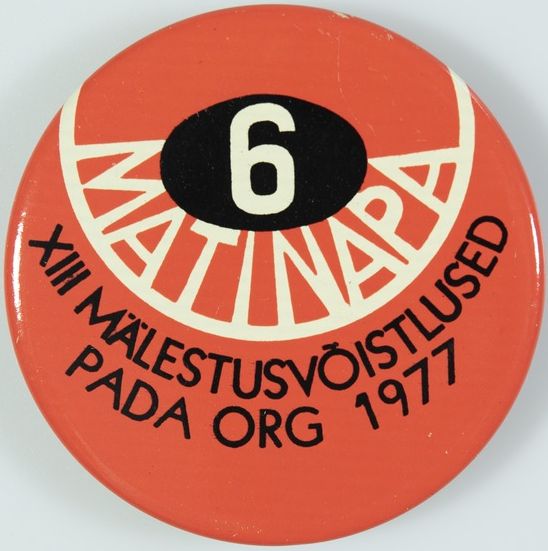 6
MATI NAPA
XIII MÄLESTUSVÕISTLUSED
PADA ORG 1977